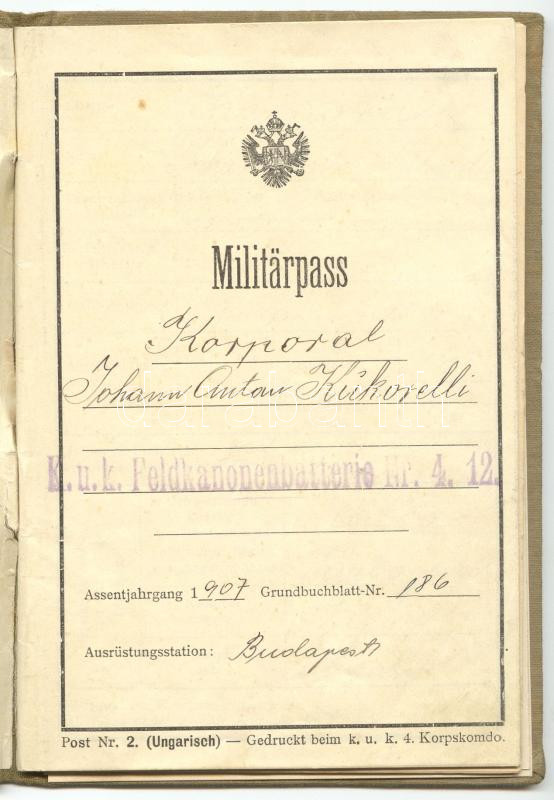 Militärpass
Korporal
Johann Anton Kukorelli
K.u.k. Feldkanonenbatterie Nr. 4. 12.
Assentjahrgang 1907 Grundbuchblatt-Nr. 186
Ausrüstungsstation: Budapest
Post Nr. 2. (Ungarisch) — Gedruckt beim k. u. k. 4. Korpskomdo.